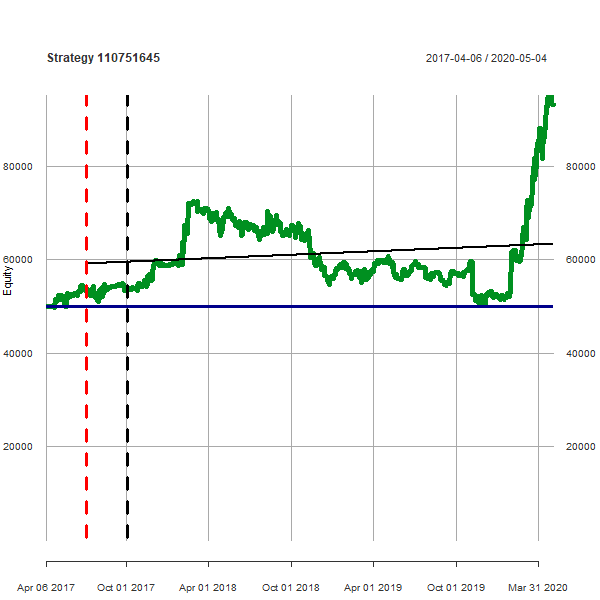 Strategy 110751645 2017-04-06 / 2020-05-04
80000 80000
60000 60000
Equity
40000 40000
20000 20000
Apr 06 2017 Oct 01 2017 Apr 01 2018 Oct 01 2018 Apr 01 2019 Oct 01 2019 Mar 31 2020